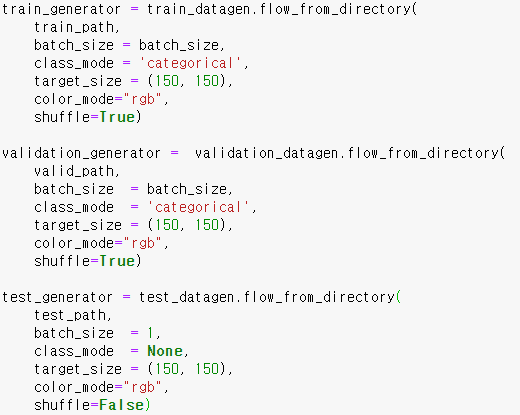 train_generator = train_datagen.flow_from_directory(
    train_path,
    batch_size = batch_size,
    class_mode = 'categorical',
    target_size = (150, 150),
    color_mode="rgb",
    shuffle=True)

validation_generator =  validation_datagen.flow_from_directory(
    valid_path,
    batch_size  = batch_size,
    class_mode  = 'categorical',
    target_size = (150, 150),
    color_mode="rgb",
    shuffle=True)

test_generator = test_datagen.flow_from_directory(
    test_path,
    batch_size  = 1,
    class_mode  = None,
    target_size = (150, 150),
    color_mode="rgb",
    shuffle=False)